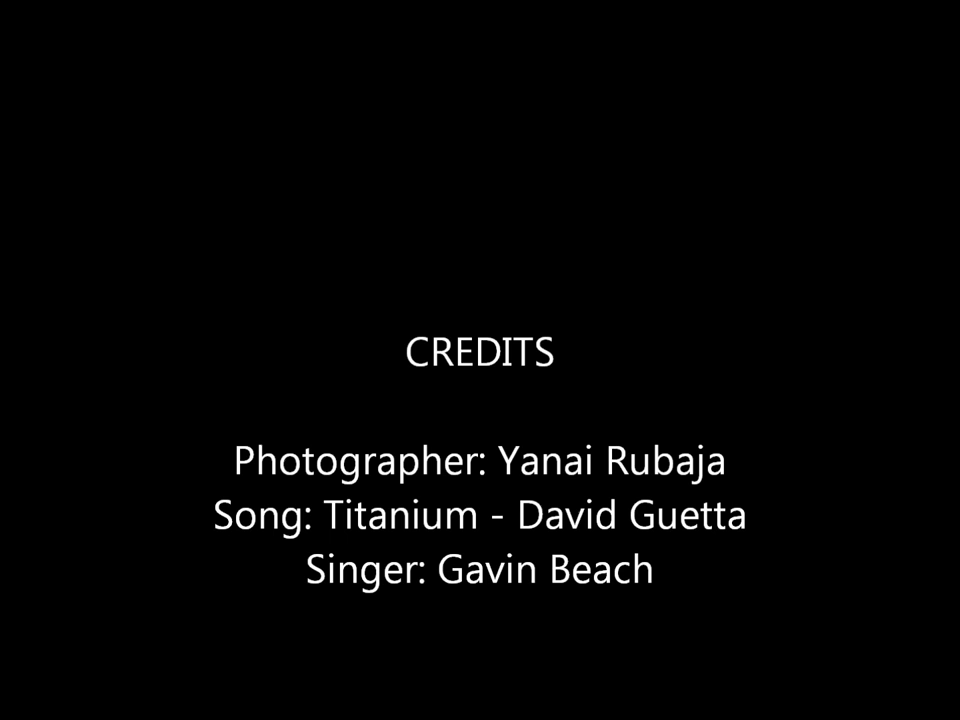 CREDITS
Photographer: Yanai Rubaja
Song: Titanium - David Guetta
Singer: Gavin Beach